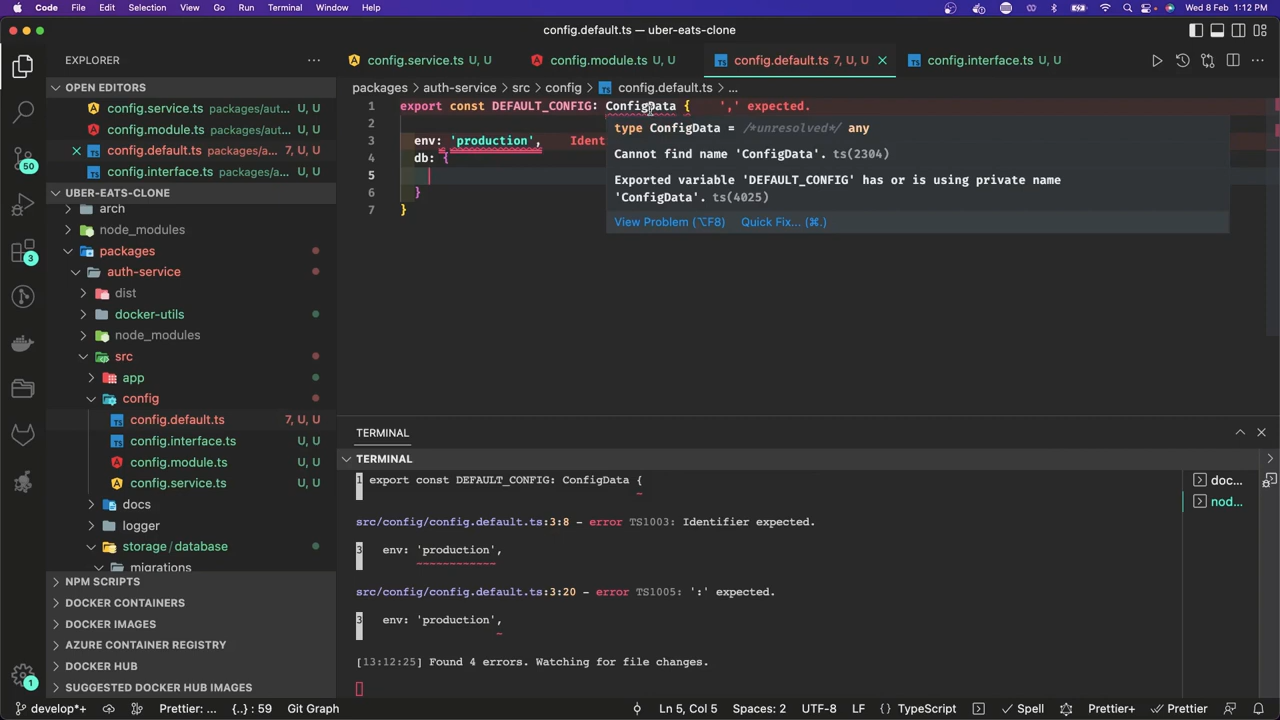 Code File Edit Selection View Go Run Terminal Window Help Wed 8 Feb 1:12 PM
config.default.ts — uber-eats-clone
EXPLORER
OPEN EDITORS
config.service.ts packages/aut... U, U
config.module.ts packages/aut... U, U
config.default.ts packages/a... 7, U, U
config.interface.ts packages/a... U, U
UBER-EATS-CLONE
arch
node_modules
packages
auth-service
dist
docker-utils
node_modules
src
app
config
config.default.ts 7, U, U
config.interface.ts U, U
config.module.ts U, U
config.service.ts U, U
docs
logger
storage / database
migrations
NPM SCRIPTS
DOCKER CONTAINERS
DOCKER IMAGES
AZURE CONTAINER REGISTRY
DOCKER HUB
SUGGESTED DOCKER HUB IMAGES
50
3
1
config.service.ts U, U config.module.ts U, U config.default.ts 7, U, U config.interface.ts U, U
packages > auth-service > src > config > config.default.ts > ...
1 export const DEFAULT_CONFIG: ConfigData { ',' expected.
2
3 env: 'production', Ident
4 db: {
5
6 }
7 }
type ConfigData = /*unresolved*/ any
Cannot find name 'ConfigData'. ts(2304)
Exported variable 'DEFAULT_CONFIG' has or is using private name
'ConfigData'. ts(4025)
View Problem (⌥F8) Quick Fix... (⌘.)
TERMINAL
TERMINAL
1 export const DEFAULT_CONFIG: ConfigData {
~
src/config/config.default.ts:3:8 - error TS1003: Identifier expected.
3 env: 'production',
~~~~~~~~~~~~
src/config/config.default.ts:3:20 - error TS1005: ':' expected.
3 env: 'production',
~
[13:12:25] Found 4 errors. Watching for file changes.
doc...
nod...
develop*+ Prettier: ... {..} : 59 Git Graph Ln 5, Col 5 Spaces: 2 UTF-8 LF {} TypeScript Spell Prettier+ Prettier